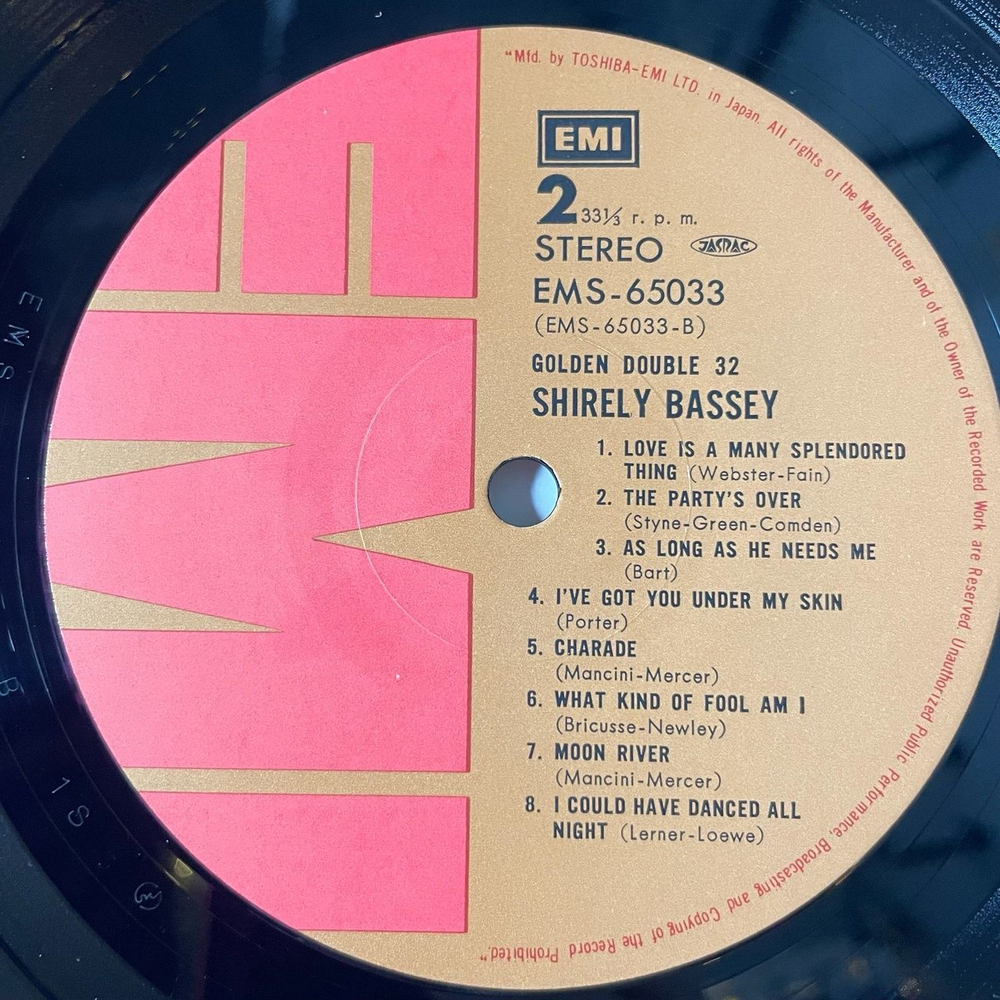 "Mfd. by TOSHIBA-EMI LTD. in Japan. All rights of the Manufacturer and of the Owner of the Recorded Work are Reserved. Unauthorized Public Performance, Broadcasting and Copying of the Record Prohibited."
EMI
2 33⅓ r. p. m.
STEREO JASRAC
EMS-65033
(EMS-65033-B)
GOLDEN DOUBLE 32
SHIRELY BASSEY
1. LOVE IS A MANY SPLENDORED
THING (Webster-Fain)
2. THE PARTY'S OVER
(Styne-Green-Comden)
3. AS LONG AS HE NEEDS ME
(Bart)
4. I'VE GOT YOU UNDER MY SKIN
(Porter)
5. CHARADE
(Mancini-Mercer)
6. WHAT KIND OF FOOL AM I
(Bricusse-Newley)
7. MOON RIVER
(Mancini-Mercer)
8. I COULD HAVE DANCED ALL
NIGHT (Lerner-Loewe)
EMS
-B 1S